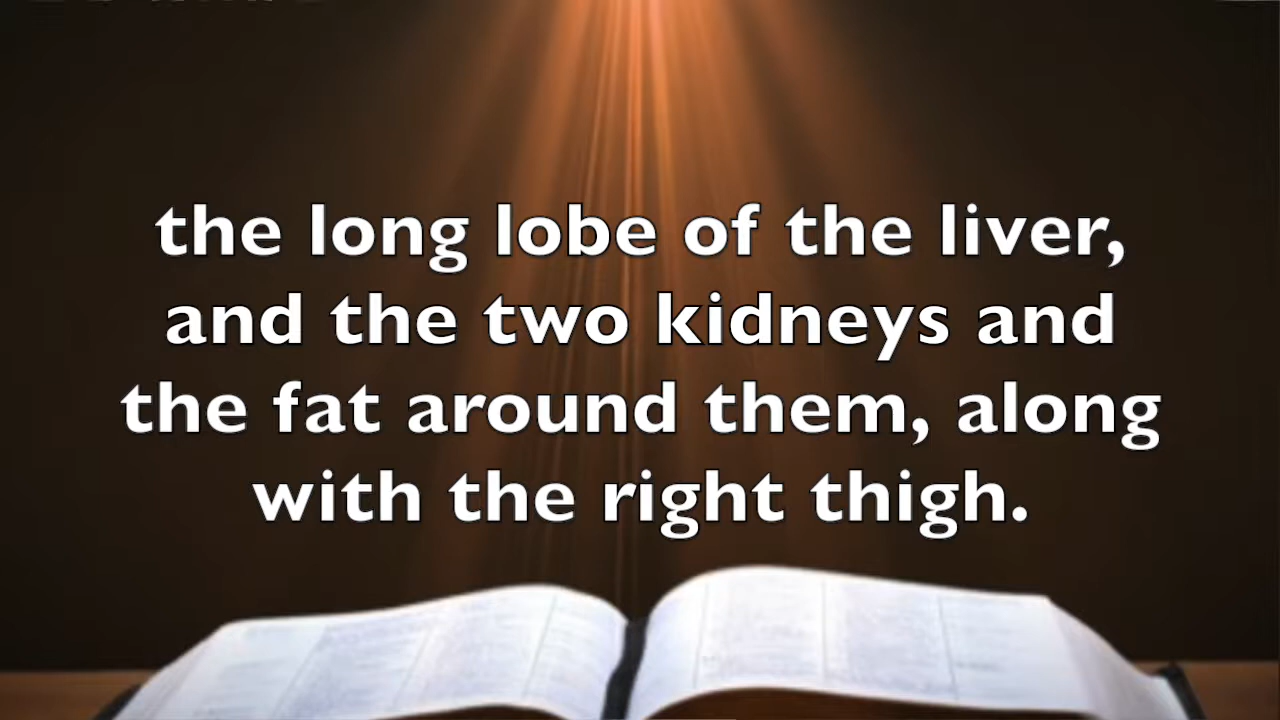 the long lobe of the liver,
and the two kidneys and
the fat around them, along
with the right thigh.